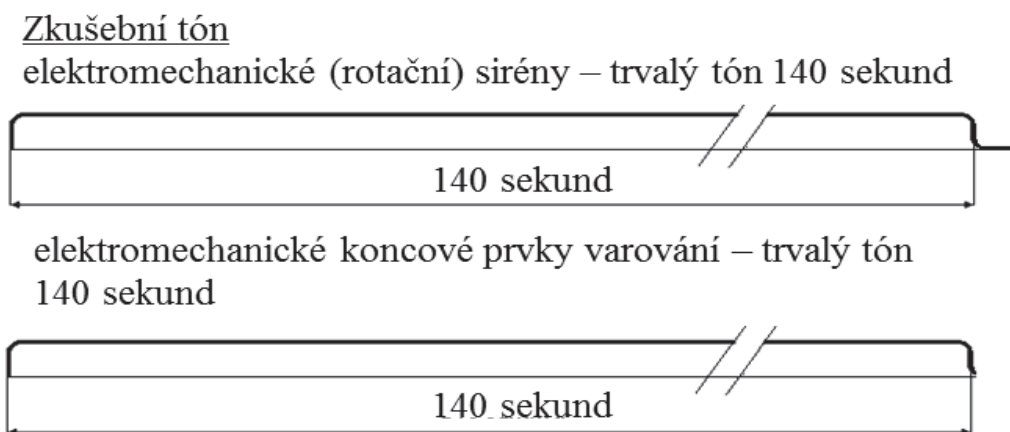 Zkušební tón
elektromechanické (rotační) sirény – trvalý tón 140 sekund
140 sekund
elektromechanické koncové prvky varování – trvalý tón
140 sekund
140 sekund